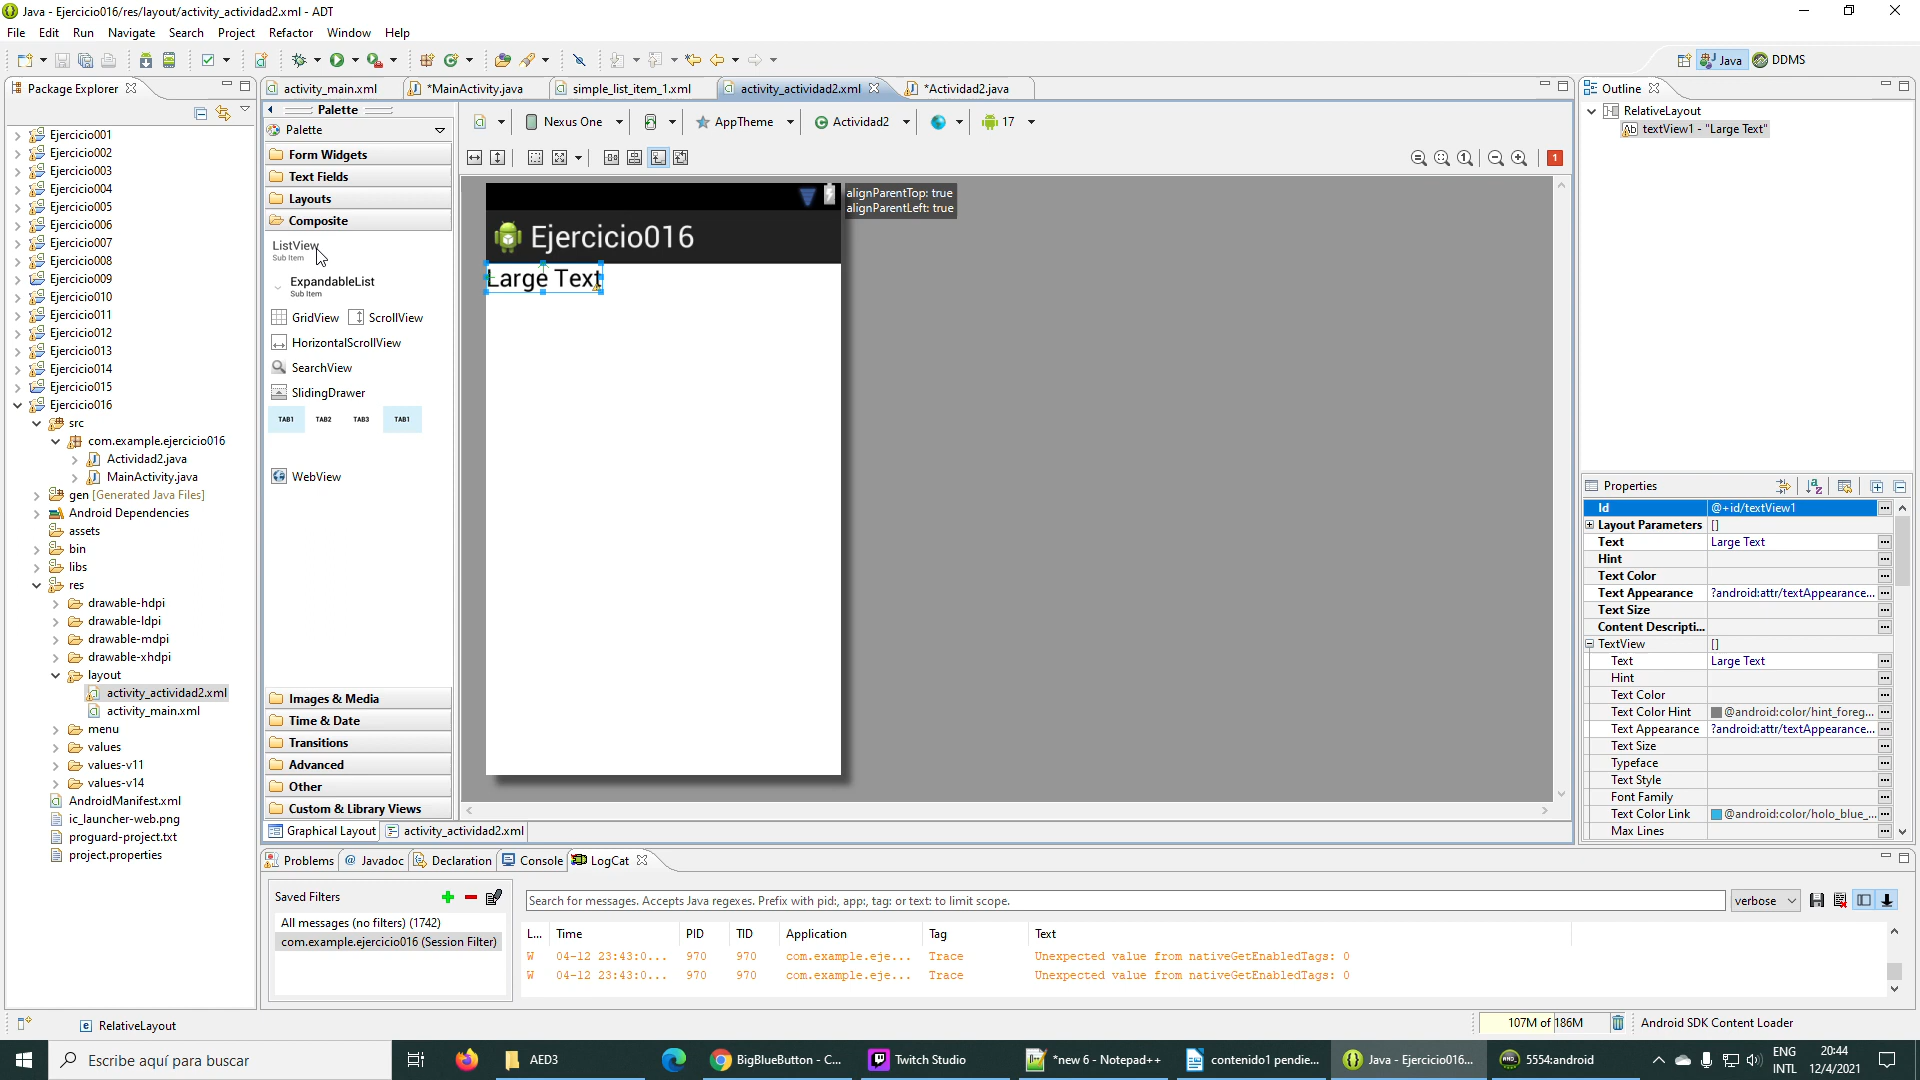 Java - Ejercicio016/res/layout/activity_actividad2.xml - ADT
File Edit Run Navigate Search Project Refactor Window Help
Java DDMS
Package Explorer
Ejercicio001
Ejercicio002
Ejercicio003
Ejercicio004
Ejercicio005
Ejercicio006
Ejercicio007
Ejercicio008
Ejercicio009
Ejercicio010
Ejercicio011
Ejercicio012
Ejercicio013
Ejercicio014
Ejercicio015
Ejercicio016
src
com.example.ejercicio016
Actividad2.java
MainActivity.java
gen [Generated Java Files]
Android Dependencies
assets
bin
libs
res
drawable-hdpi
drawable-ldpi
drawable-mdpi
drawable-xhdpi
layout
activity_actividad2.xml
activity_main.xml
menu
values
values-v11
values-v14
AndroidManifest.xml
ic_launcher-web.png
proguard-project.txt
project.properties
activity_main.xml *MainActivity.java simple_list_item_1.xml activity_actividad2.xml *Actividad2.java
Palette
Palette
Form Widgets
Text Fields
Layouts
Composite
ListView
Sub Item
ExpandableList
Sub Item
GridView ScrollView
HorizontalScrollView
SearchView
SlidingDrawer
TAB1 TAB2 TAB3 TAB1
WebView
Images & Media
Time & Date
Transitions
Advanced
Other
Custom & Library Views
Graphical Layout activity_actividad2.xml
Nexus One AppTheme Actividad2 17
1
Ejercicio016
Large Text
alignParentTop: true
alignParentLeft: true
Outline
RelativeLayout
Ab textView1 - "Large Text"
Properties
Id @+id/textView1
Layout Parameters []
Text Large Text
Hint
Text Color
Text Appearance ?android:attr/textAppearance...
Text Size
Content Descripti...
TextView []
Text Large Text
Hint
Text Color
Text Color Hint @android:color/hint_foreg...
Text Appearance ?android:attr/textAppearance...
Text Size
Typeface
Text Style
Font Family
Text Color Link @android:color/holo_blue_...
Max Lines
Problems Javadoc Declaration Console LogCat
Saved Filters
All messages (no filters) (1742)
com.example.ejercicio016 (Session Filter)
Search for messages. Accepts Java regexes. Prefix with pid:, app:, tag: or text: to limit scope.
verbose
L... Time PID TID Application Tag Text
W 04-12 23:43:0... 970 970 com.example.eje... Trace Unexpected value from nativeGetEnabledTags: 0
W 04-12 23:43:0... 970 970 com.example.eje... Trace Unexpected value from nativeGetEnabledTags: 0
RelativeLayout
107M of 186M
Android SDK Content Loader
Escribe aquí para buscar
AED3
BigBlueButton - C...
Twitch Studio
*new 6 - Notepad++
contenido1 pendie...
Java - Ejercicio016...
5554:android
ENG
INTL
20:44
12/4/2021